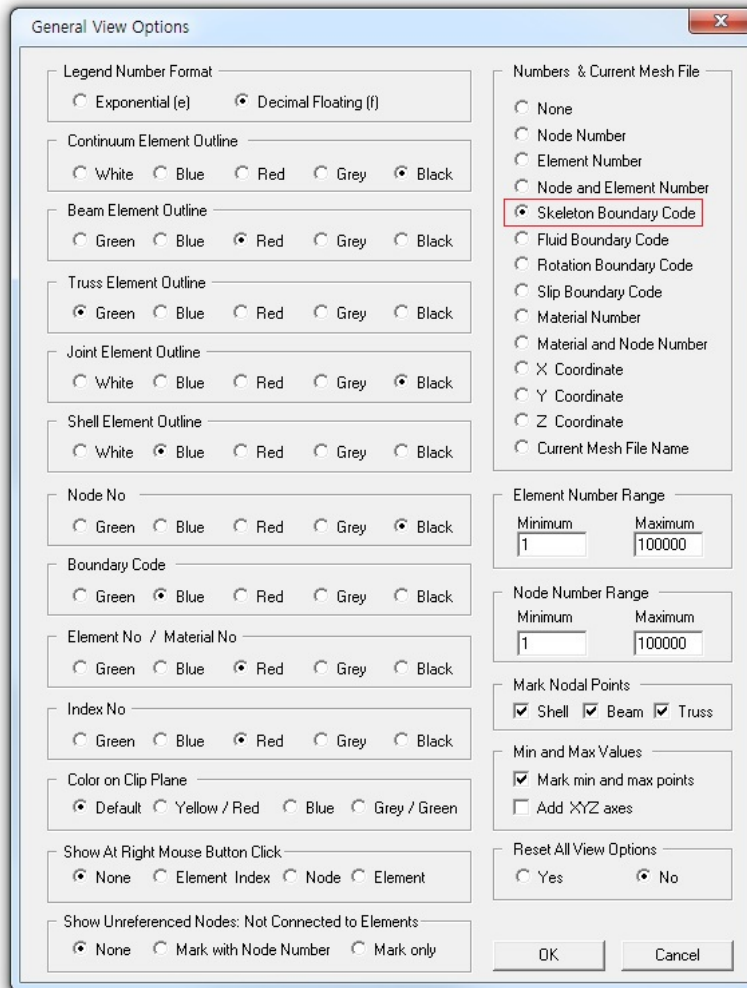 General View Options
Legend Number Format
Exponential (e) Decimal Floating (f)
Continuum Element Outline
White Blue Red Grey Black
Beam Element Outline
Green Blue Red Grey Black
Truss Element Outline
Green Blue Red Grey Black
Joint Element Outline
White Blue Red Grey Black
Shell Element Outline
White Blue Red Grey Black
Node No
Green Blue Red Grey Black
Boundary Code
Green Blue Red Grey Black
Element No / Material No
Green Blue Red Grey Black
Index No
Green Blue Red Grey Black
Color on Clip Plane
Default Yellow / Red Blue Grey / Green
Show At Right Mouse Button Click
None Element Index Node Element
Show Unreferenced Nodes: Not Connected to Elements
None Mark with Node Number Mark only
Numbers & Current Mesh File
None
Node Number
Element Number
Node and Element Number
Skeleton Boundary Code
Fluid Boundary Code
Rotation Boundary Code
Slip Boundary Code
Material Number
Material and Node Number
X Coordinate
Y Coordinate
Z Coordinate
Current Mesh File Name
Element Number Range
Minimum Maximum
1 100000
Node Number Range
Minimum Maximum
1 100000
Mark Nodal Points
Shell Beam Truss
Min and Max Values
Mark min and max points
Add XYZ axes
Reset All View Options
Yes No
OK Cancel